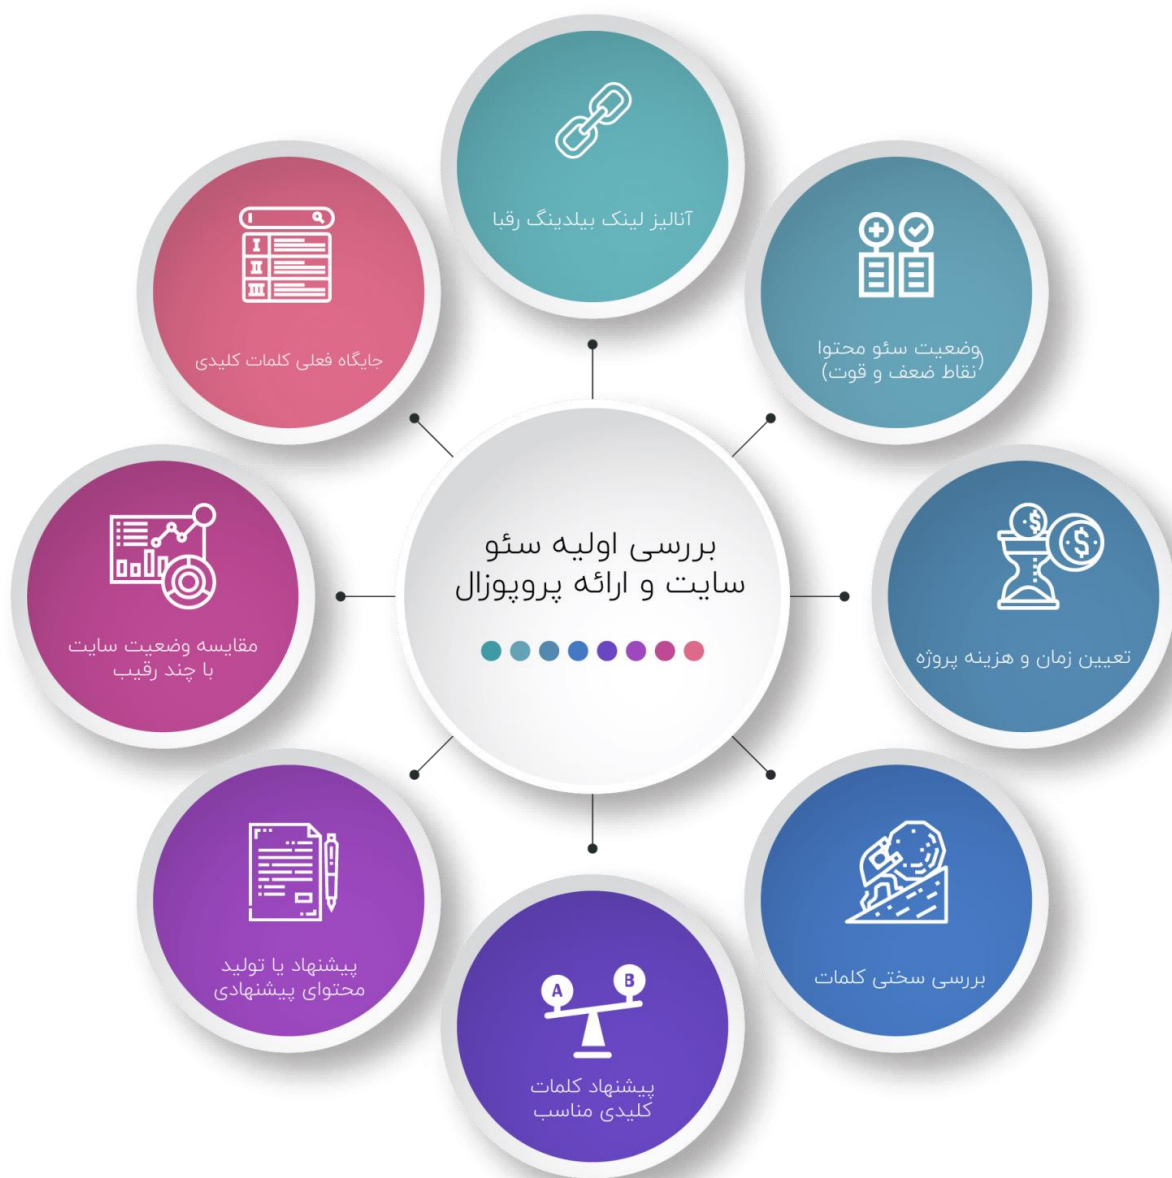 آنالیز لینک بیلدینگ رقبا
وضعیت سئو محتوا
(نقاط ضعف و قوت)
تعیین زمان و هزینه پروژه
بررسی سختی کلمات
A
B
پیشنهاد کلمات
کلیدی مناسب
پیشنهاد یا تولید
محتوای پیشنهادی
مقایسه وضعیت سایت
با چند رقیب
I
II
III
جایگاه فعلی کلمات کلیدی
بررسی اولیه سئو
سایت و ارائه پروپوزال
$
$